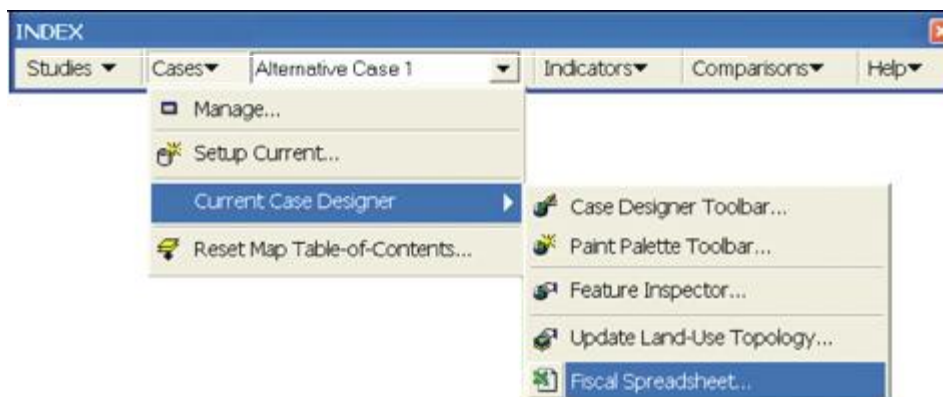 INDEX
Studies Cases Alternative Case 1 Indicators Comparisons Help
Manage...
Setup Current...
Current Case Designer
Reset Map Table-of-Contents...
Case Designer Toolbar...
Paint Palette Toolbar...
Feature Inspector...
Update Land-Use Topology...
Fiscal Spreadsheet...